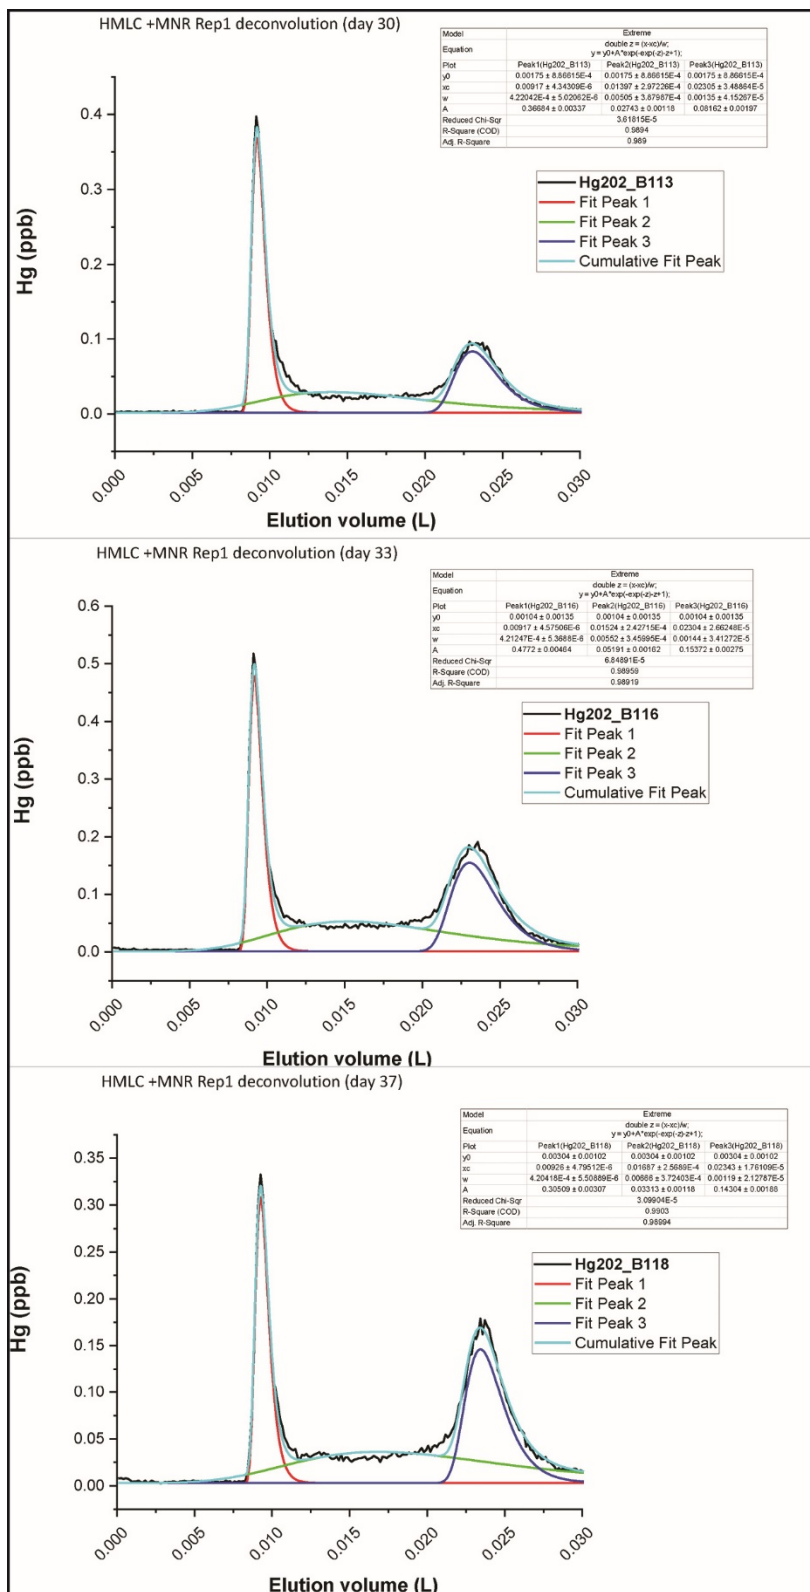 HMLC +MNR Rep1 deconvolution (day 30)
Model Extreme
Equation double z = (x-xc)/w;
y = y0+A*exp(-exp(-z)-z+1);
Plot Peak1(Hg202_B113) Peak2(Hg202_B113) Peak3(Hg202_B113)
y0 0.00175 ± 8.86615E-4 0.00175 ± 8.86615E-4 0.00175 ± 8.86615E-4
xc 0.00917 ± 4.34309E-6 0.01397 ± 2.97226E-4 0.02305 ± 3.48864E-5
w 4.22042E-4 ± 5.02062E-6 0.00505 ± 3.87987E-4 0.00135 ± 4.15267E-5
A 0.36684 ± 0.00337 0.02743 ± 0.00118 0.08162 ± 0.00197
Reduced Chi-Sqr 3.61815E-5
R-Square (COD) 0.9894
Adj. R-Square 0.989
Hg202_B113
Fit Peak 1
Fit Peak 2
Fit Peak 3
Cumulative Fit Peak
Hg (ppb)
0.4
0.3
0.2
0.1
0.0
0.000 0.005 0.010 0.015 0.020 0.025 0.030
Elution volume (L)
HMLC +MNR Rep1 deconvolution (day 33)
Model Extreme
Equation double z = (x-xc)/w;
y = y0+A*exp(-exp(-z)-z+1);
Plot Peak1(Hg202_B116) Peak2(Hg202_B116) Peak3(Hg202_B116)
y0 0.00104 ± 0.00135 0.00104 ± 0.00135 0.00104 ± 0.00135
xc 0.00917 ± 4.57506E-6 0.01524 ± 2.42715E-4 0.02304 ± 2.66248E-5
w 4.21247E-4 ± 5.3688E-6 0.00552 ± 3.45995E-4 0.00144 ± 3.41272E-5
A 0.4772 ± 0.00464 0.05191 ± 0.00162 0.15372 ± 0.00275
Reduced Chi-Sqr 6.84891E-5
R-Square (COD) 0.98959
Adj. R-Square 0.98919
Hg202_B116
Fit Peak 1
Fit Peak 2
Fit Peak 3
Cumulative Fit Peak
Hg (ppb)
0.6
0.5
0.4
0.3
0.2
0.1
0.0
0.000 0.005 0.010 0.015 0.020 0.025 0.030
Elution volume (L)
HMLC +MNR Rep1 deconvolution (day 37)
Model Extreme
Equation double z = (x-xc)/w;
y = y0+A*exp(-exp(-z)-z+1);
Plot Peak1(Hg202_B118) Peak2(Hg202_B118) Peak3(Hg202_B118)
y0 0.00304 ± 0.00102 0.00304 ± 0.00102 0.00304 ± 0.00102
xc 0.00926 ± 4.79512E-6 0.01687 ± 2.5689E-4 0.02343 ± 1.76109E-5
w 4.20418E-4 ± 5.50889E-6 0.00666 ± 3.72403E-4 0.00119 ± 2.12787E-5
A 0.30509 ± 0.00307 0.03313 ± 0.00118 0.14304 ± 0.00188
Reduced Chi-Sqr 3.09904E-5
R-Square (COD) 0.9903
Adj. R-Square 0.98994
Hg202_B118
Fit Peak 1
Fit Peak 2
Fit Peak 3
Cumulative Fit Peak
Hg (ppb)
0.35
0.30
0.25
0.20
0.15
0.10
0.05
0.00
0.000 0.005 0.010 0.015 0.020 0.025 0.030
Elution volume (L)